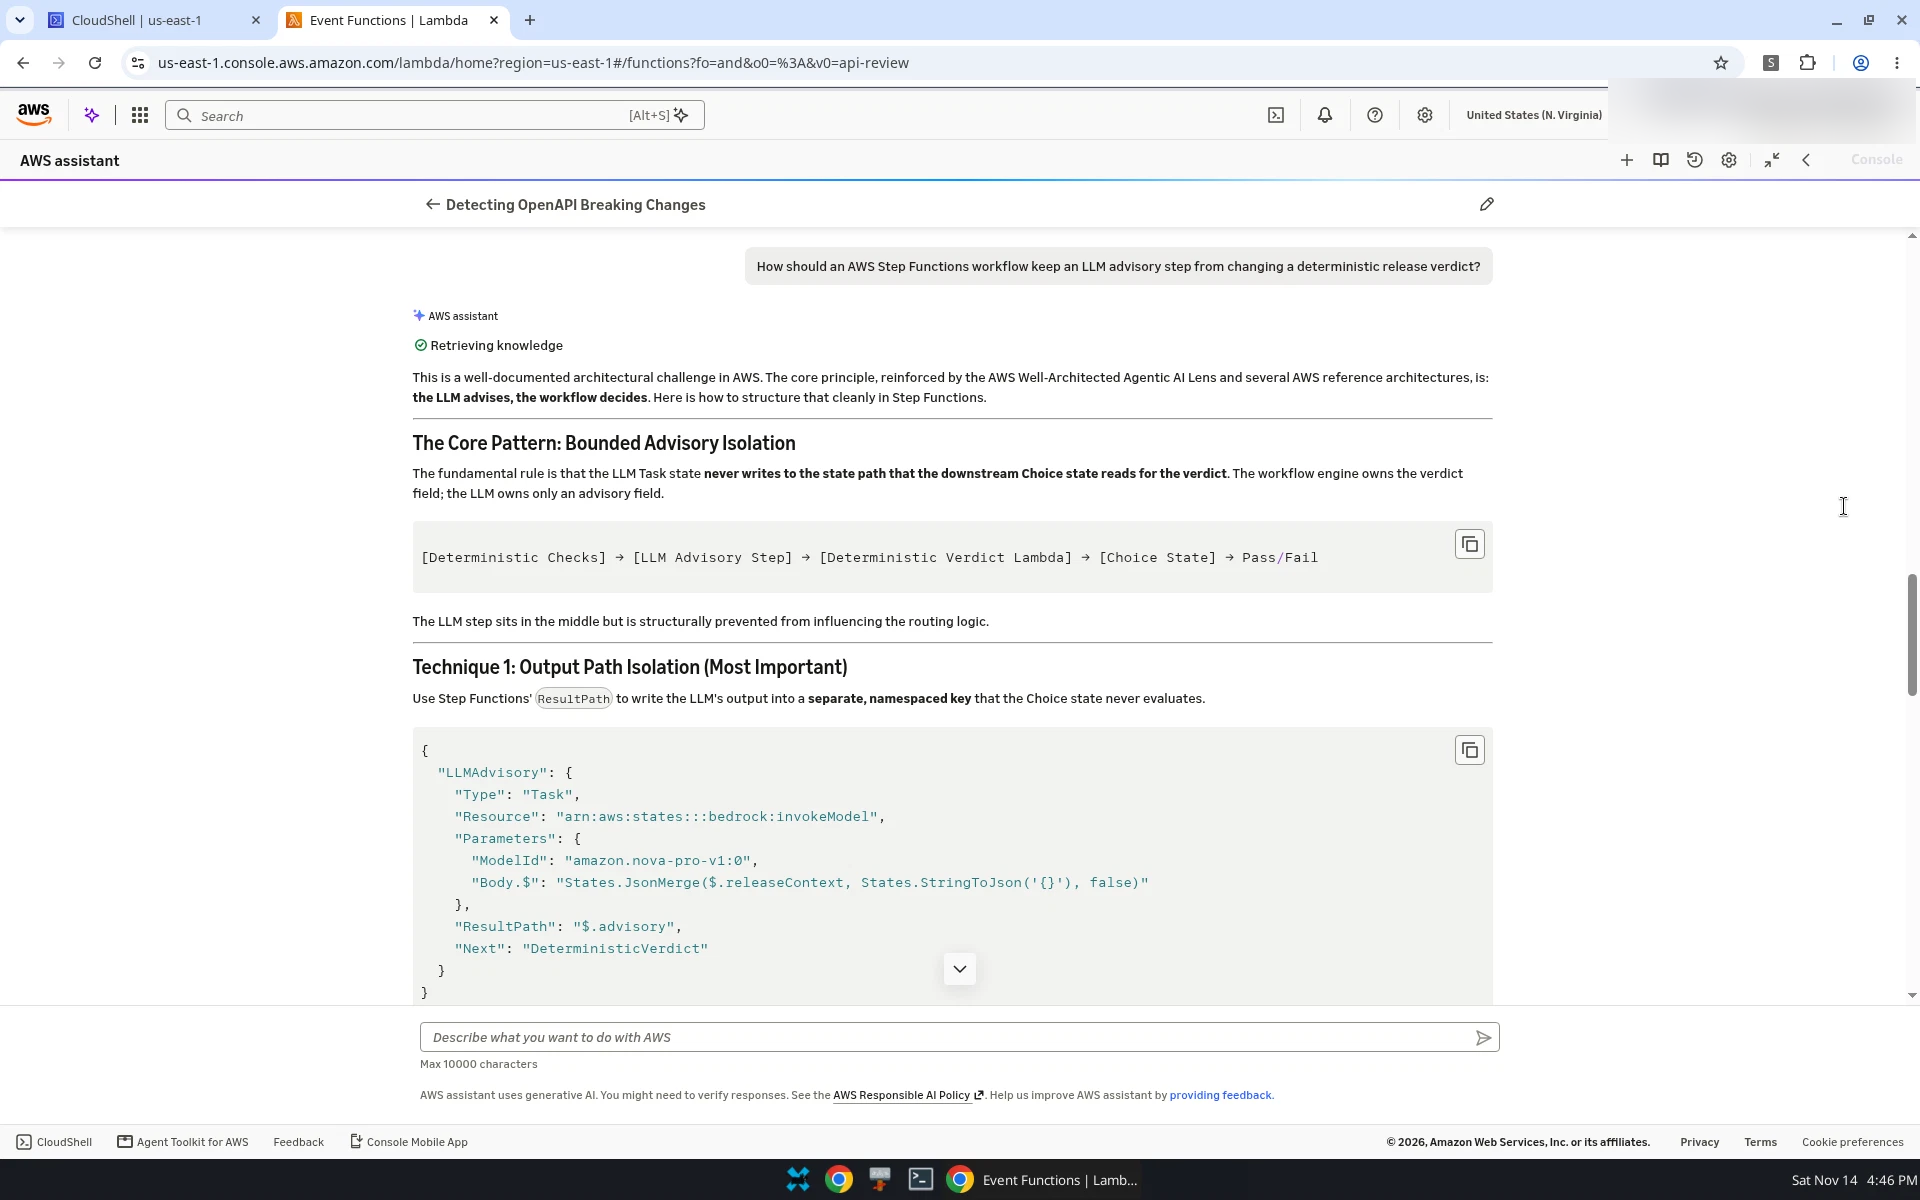 CloudShell | us-east-1
Event Functions | Lambda
us-east-1.console.aws.amazon.com/lambda/home?region=us-east-1#/functions?fo=and&o0=%3A&v0=api-review
S
aws
Search
[Alt+S]
United States (N. Virginia)
AWS assistant
Console
Detecting OpenAPI Breaking Changes
How should an AWS Step Functions workflow keep an LLM advisory step from changing a deterministic release verdict?
AWS assistant
Retrieving knowledge
This is a well-documented architectural challenge in AWS. The core principle, reinforced by the AWS Well-Architected Agentic AI Lens and several AWS reference architectures, is:
the LLM advises, the workflow decides. Here is how to structure that cleanly in Step Functions.
The Core Pattern: Bounded Advisory Isolation
The fundamental rule is that the LLM Task state never writes to the state path that the downstream Choice state reads for the verdict. The workflow engine owns the verdict
field; the LLM owns only an advisory field.
[Deterministic Checks] → [LLM Advisory Step] → [Deterministic Verdict Lambda] → [Choice State] → Pass/Fail
The LLM step sits in the middle but is structurally prevented from influencing the routing logic.
Technique 1: Output Path Isolation (Most Important)
Use Step Functions' ResultPath to write the LLM's output into a separate, namespaced key that the Choice state never evaluates.
{
"LLMAdvisory": {
"Type": "Task",
"Resource": "arn:aws:states:::bedrock:invokeModel",
"Parameters": {
"ModelId": "amazon.nova-pro-v1:0",
"Body.$": "States.JsonMerge($.releaseContext, States.StringToJson('{}'), false)"
},
"ResultPath": "$.advisory",
"Next": "DeterministicVerdict"
}
}
Describe what you want to do with AWS
Max 10000 characters
AWS assistant uses generative AI. You might need to verify responses. See the AWS Responsible AI Policy. Help us improve AWS assistant by providing feedback.
CloudShell
Agent Toolkit for AWS
Feedback
Console Mobile App
© 2026, Amazon Web Services, Inc. or its affiliates.
Privacy
Terms
Cookie preferences
Event Functions | Lamb...
Sat Nov 14 4:46 PM